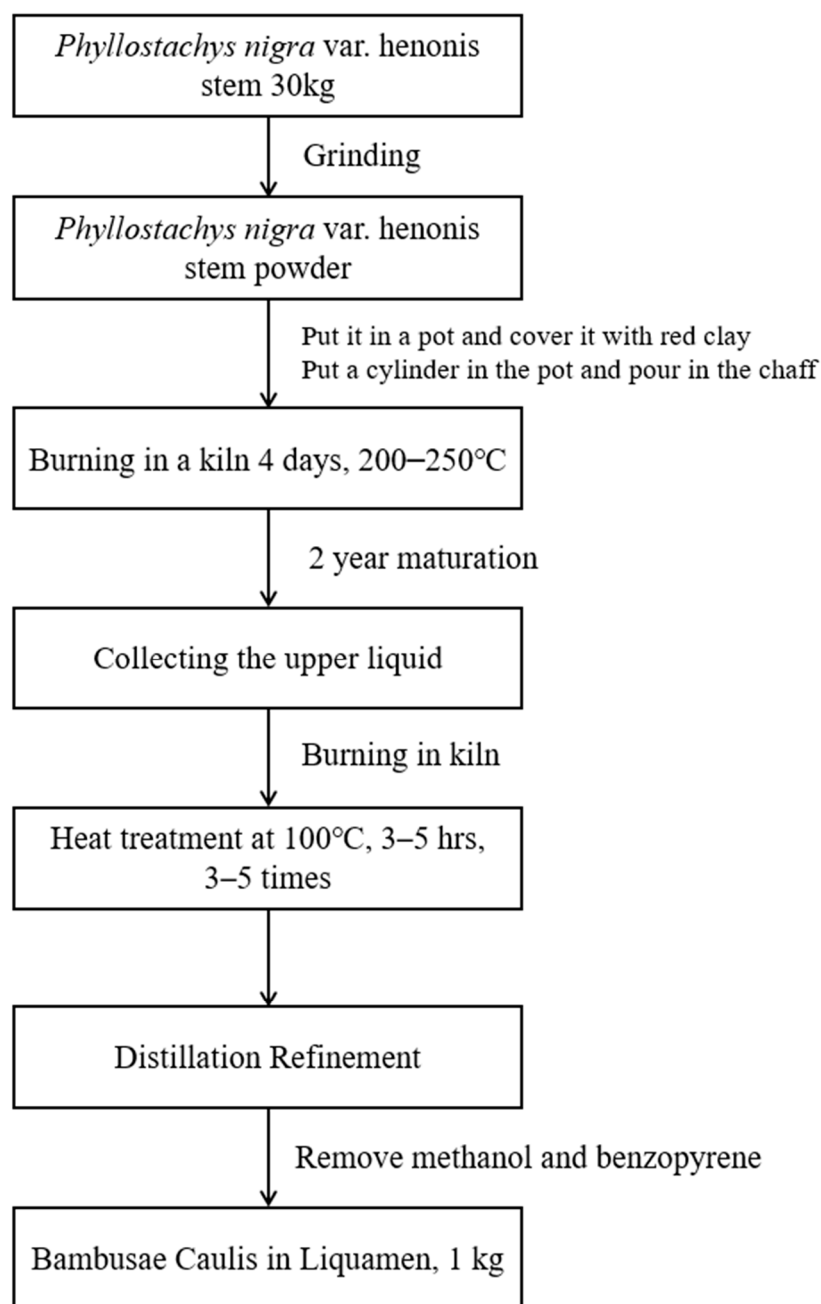 Phyllostachys nigra var. henonis
stem 30kg
Grinding
Phyllostachys nigra var. henonis
stem powder
Put it in a pot and cover it with red clay
Put a cylinder in the pot and pour in the chaff
Burning in a kiln 4 days, 200–250℃
2 year maturation
Collecting the upper liquid
Burning in kiln
Heat treatment at 100℃, 3–5 hrs,
3–5 times
Distillation Refinement
Remove methanol and benzopyrene
Bambusae Caulis in Liquamen, 1 kg